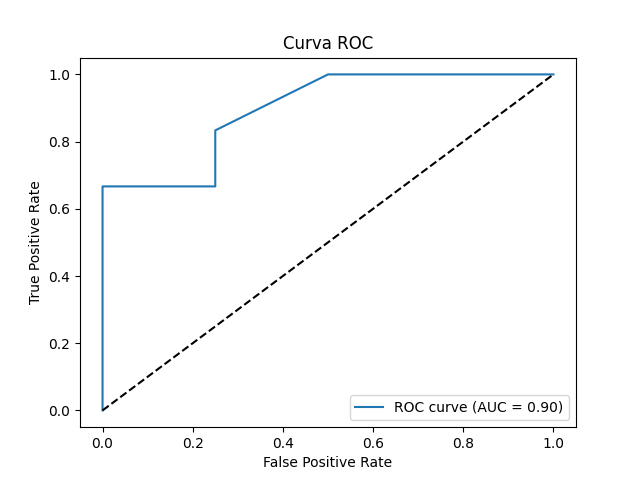 Curva ROC
True Positive Rate
1.0
0.8
0.6
0.4
0.2
0.0
0.0 0.2 0.4 0.6 0.8 1.0
False Positive Rate
ROC curve (AUC = 0.90)